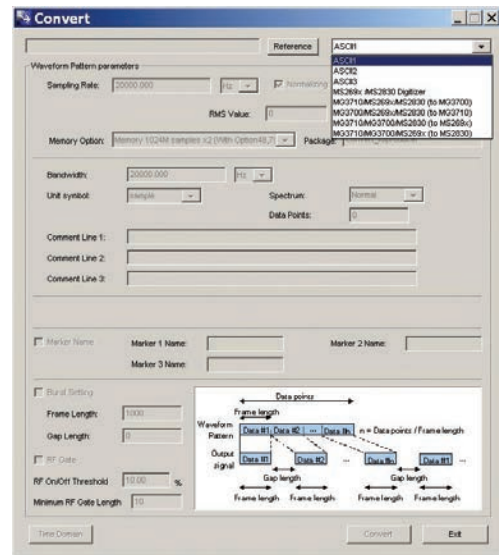 Convert
Reference
ASCII1
ASCII1
ASCII2
ASCII3
MS269x /MS2830 Digitizer
MG3710/MS269x/MS2830 (to MG3700)
MG3700/MS269x/MS2830 (to MG3710)
MG3710/MG3700/MS2830 (to MS269x)
MG3710/MG3700/MS269x (to MS2830)
Waveform Pattern parameters
Sampling Rate: 20000.000 Hz Normalizing
RMS Value: 0
Memory Option: Memory 1024M samples x2 (With Option48,7 Package:
Bandwidth: 20000.000 Hz
Unit symbol: sample Spectrum: Normal
Data Points: 0
Comment Line 1:
Comment Line 2:
Comment Line 3:
Marker Name Marker 1 Name: Marker 2 Name:
Marker 3 Name:
Burst Setting
Frame Length: 1000
Gap Length: 0
RF Gate
RF On/Off Threshold 10.00 %
Minimum RF Gate Length 10
Data points
Frame length
Waveform Pattern Data #1 Data #2 ... Data #n n = Data points / Frame length
Output signal Data #1 Data #2 ... Data #n Data #1 ...
Gap length Gap length
Frame length Frame length Frame length Frame length
Time Domain Convert Exit